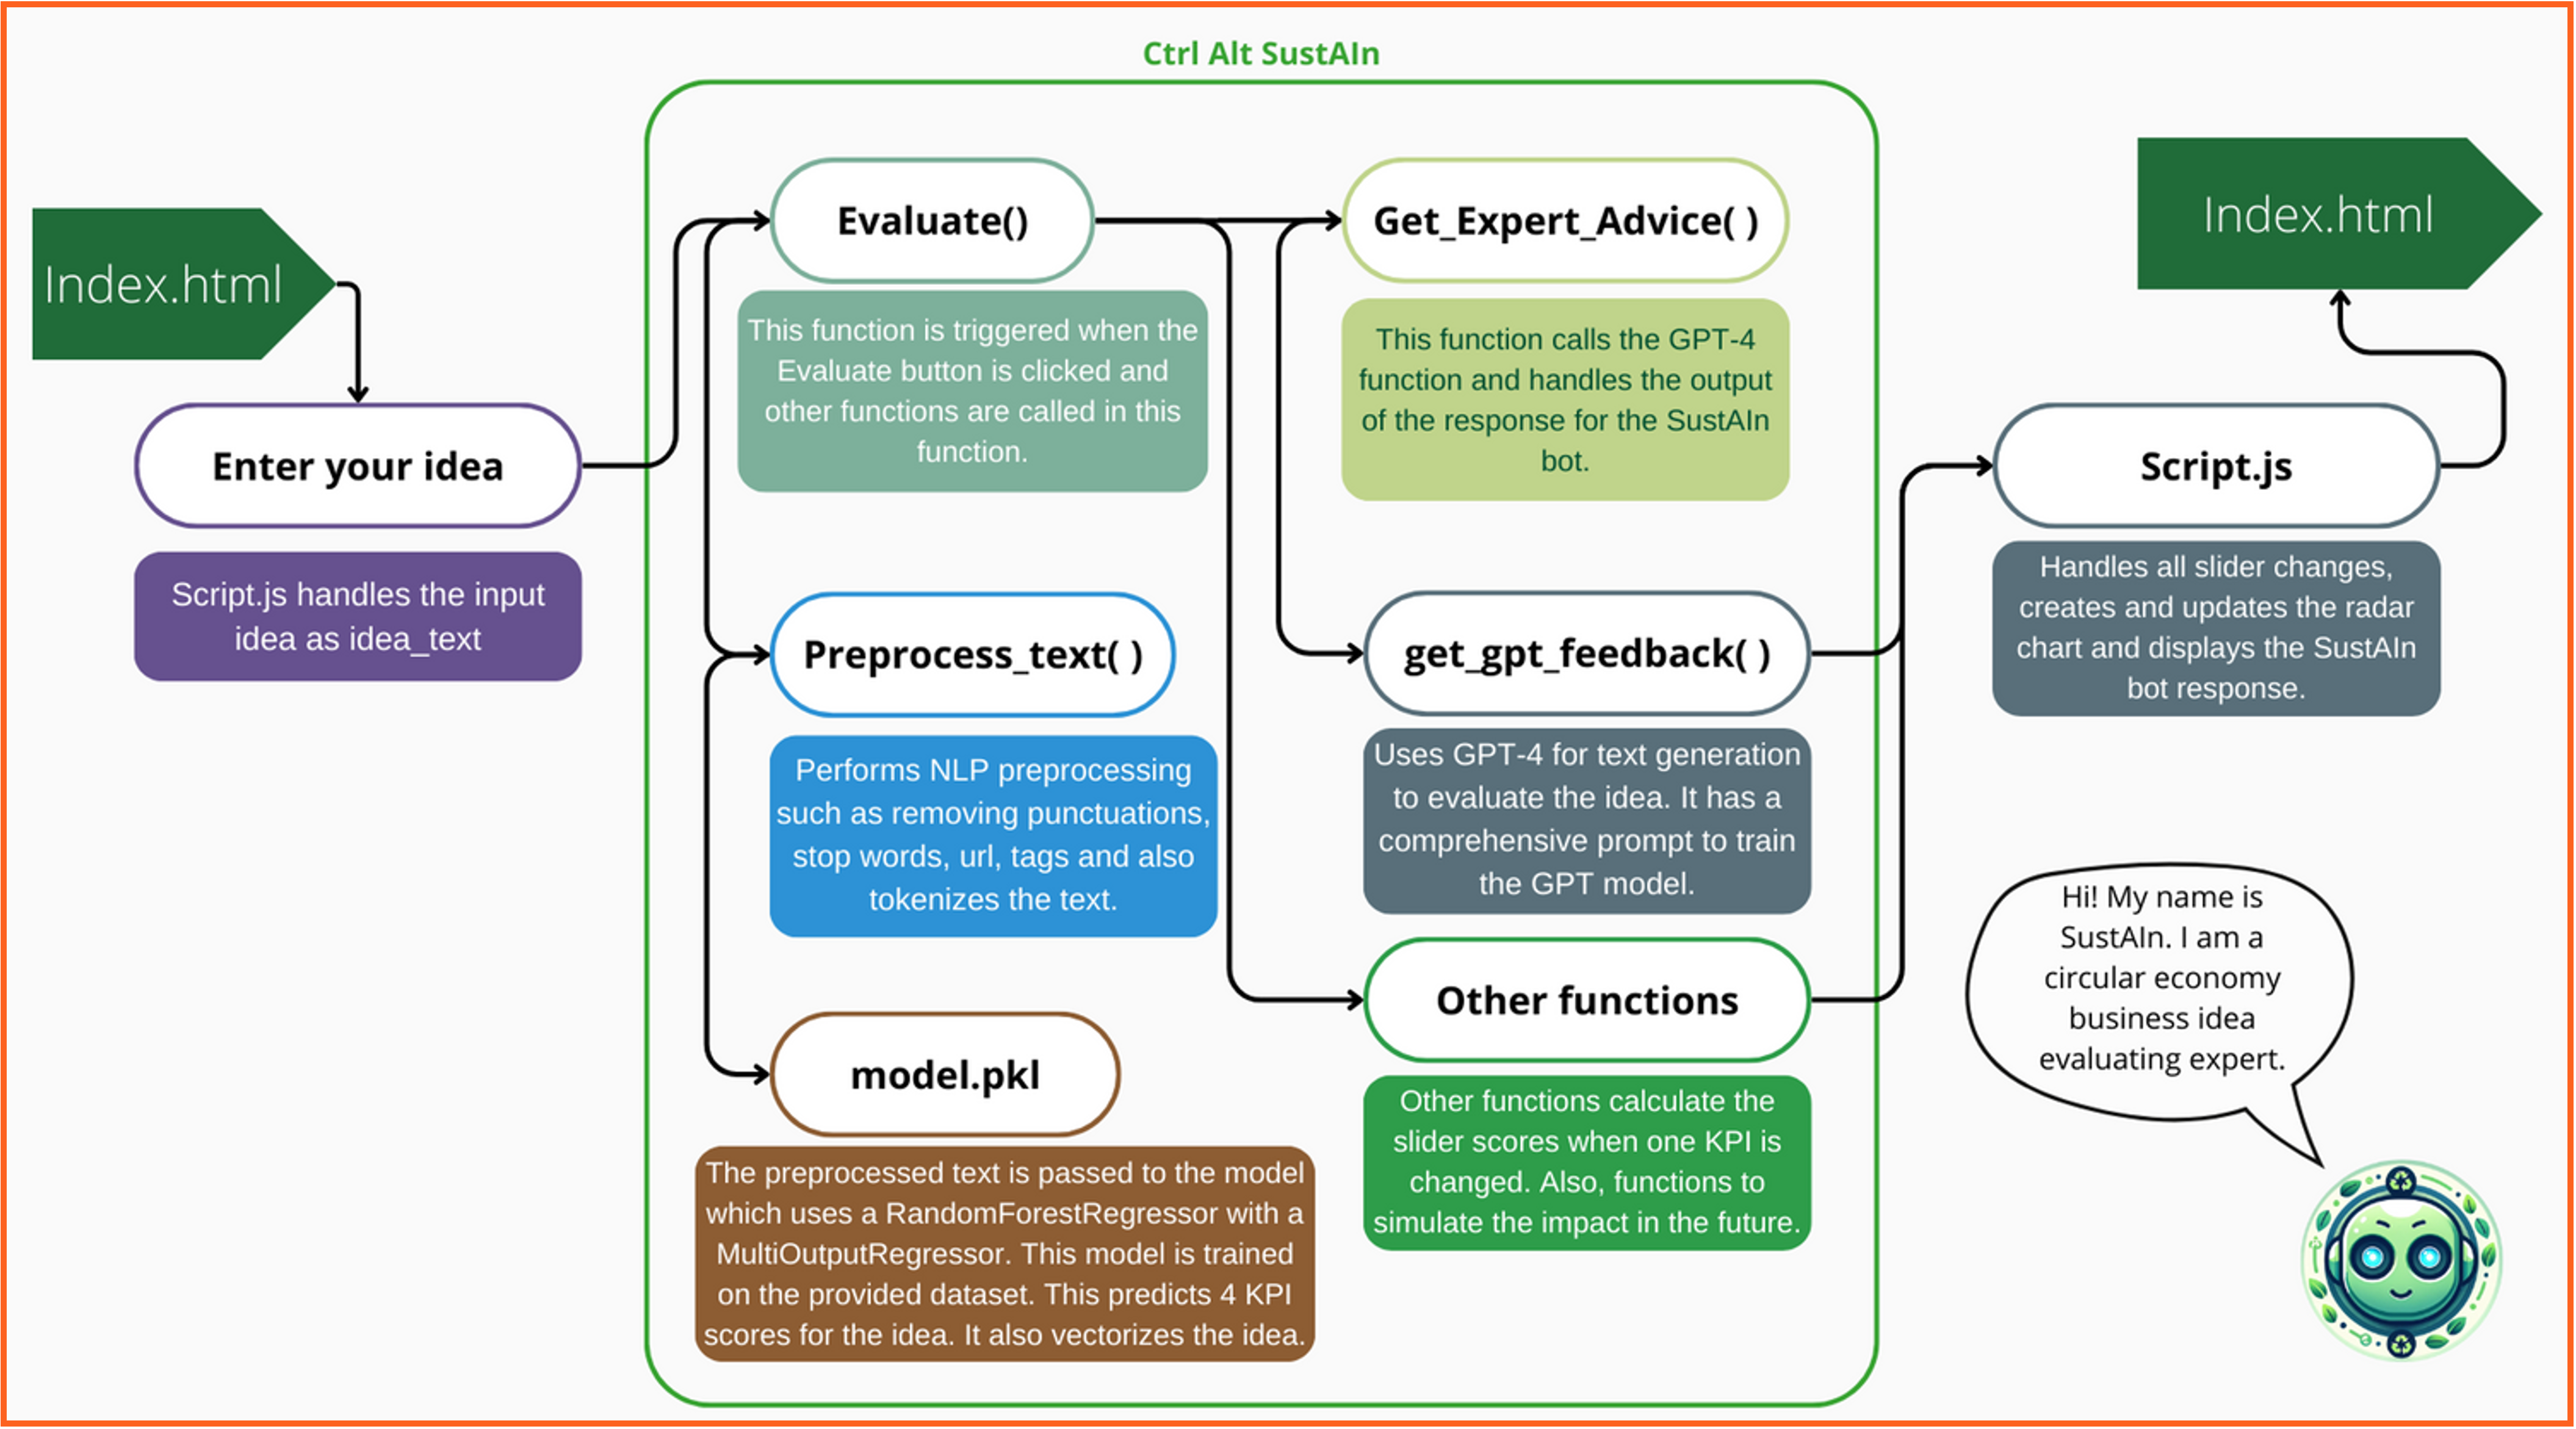 Ctrl Alt SustAIn
Index.html
Enter your idea
Script.js handles the input
idea as idea_text
Evaluate()
This function is triggered when the
Evaluate button is clicked and
other functions are called in this
function.
Preprocess_text( )
Performs NLP preprocessing
such as removing punctuations,
stop words, url, tags and also
tokenizes the text.
model.pkl
The preprocessed text is passed to the model
which uses a RandomForestRegressor with a
MultiOutputRegressor. This model is trained
on the provided dataset. This predicts 4 KPI
scores for the idea. It also vectorizes the idea.
Get_Expert_Advice( )
This function calls the GPT-4
function and handles the output
of the response for the SustAIn
bot.
get_gpt_feedback( )
Uses GPT-4 for text generation
to evaluate the idea. It has a
comprehensive prompt to train
the GPT model.
Other functions
Other functions calculate the
slider scores when one KPI is
changed. Also, functions to
simulate the impact in the future.
Index.html
Script.js
Handles all slider changes,
creates and updates the radar
chart and displays the SustAIn
bot response.
Hi! My name is
SustAIn. I am a
circular economy
business idea
evaluating expert.